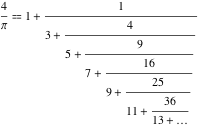 4/π == 1 + 1/(3 + 4/(5 + 9/(7 + 16/(9 + 25/(11 + 36/(13 + …))))))